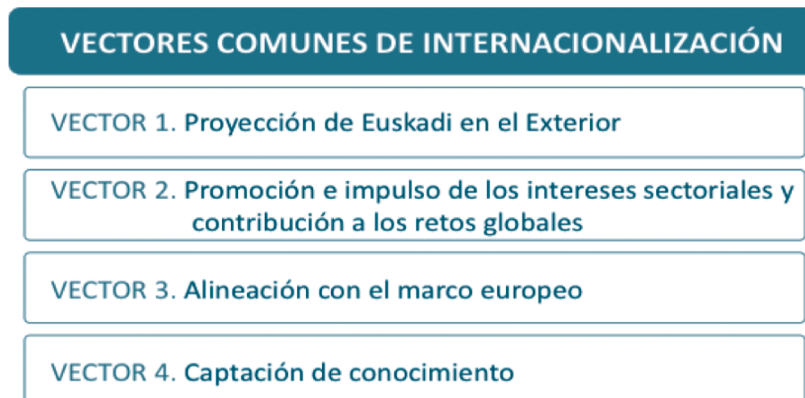 VECTORES COMUNES DE INTERNACIONALIZACIÓN
VECTOR 1. Proyección de Euskadi en el Exterior
VECTOR 2. Promoción e impulso de los intereses sectoriales y
contribución a los retos globales
VECTOR 3. Alineación con el marco europeo
VECTOR 4. Captación de conocimiento